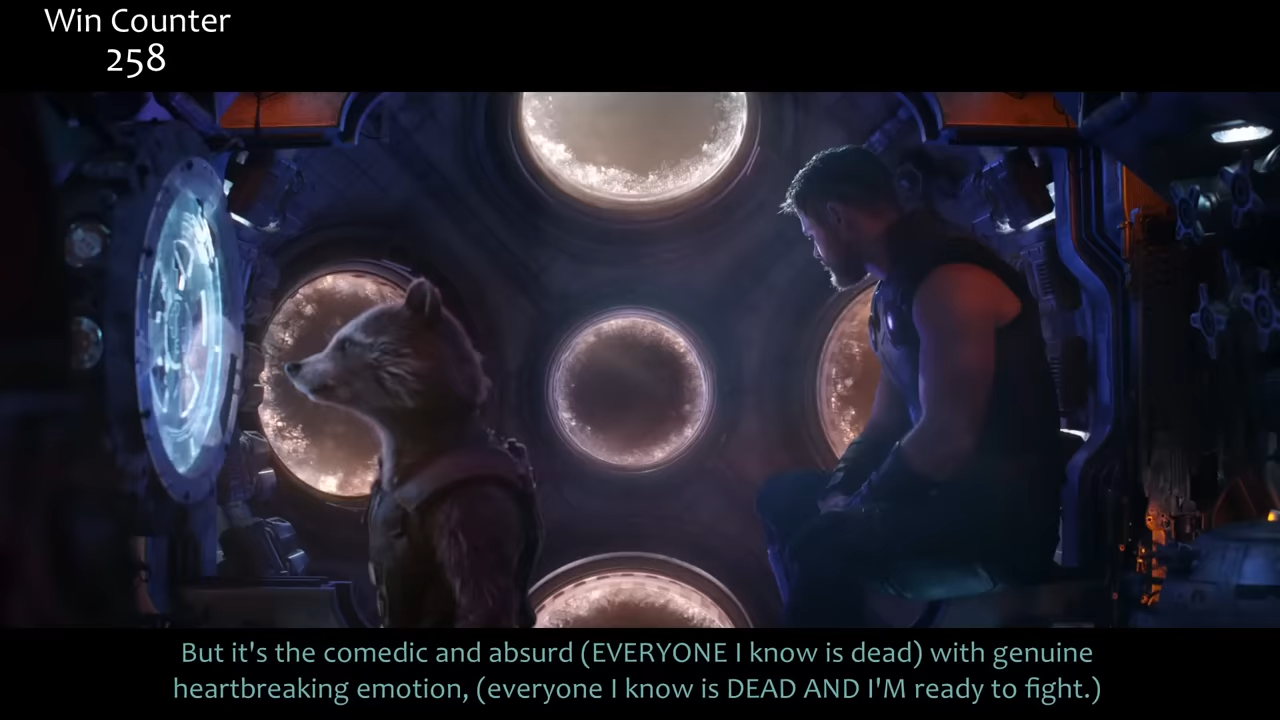 Win Counter
258
But it's the comedic and absurd (EVERYONE I know is dead) with genuine
heartbreaking emotion, (everyone I know is DEAD AND I'M ready to fight.)